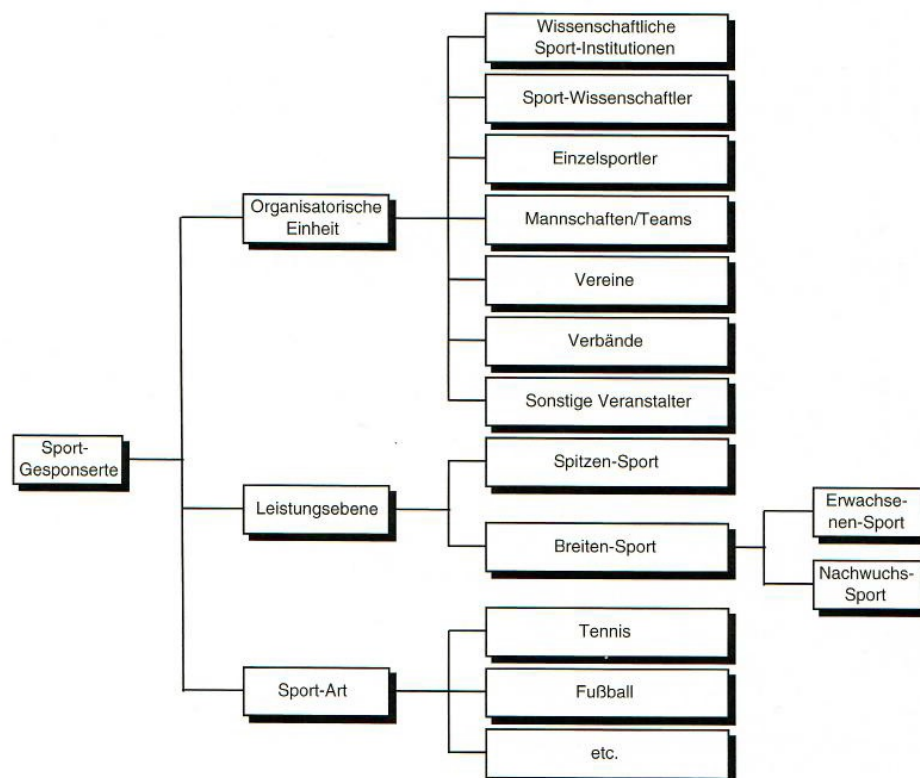 Wissenschaftliche
Sport-Institutionen
Sport-Wissenschaftler
Einzelsportler
Organisatorische
Einheit
Mannschaften/Teams
Vereine
Verbände
Sonstige Veranstalter
Sport-
Gesponserte
Spitzen-Sport
Leistungsebene
Breiten-Sport
Erwachse-
nen-Sport
Nachwuchs-
Sport
Tennis
Sport-Art
Fußball
etc.